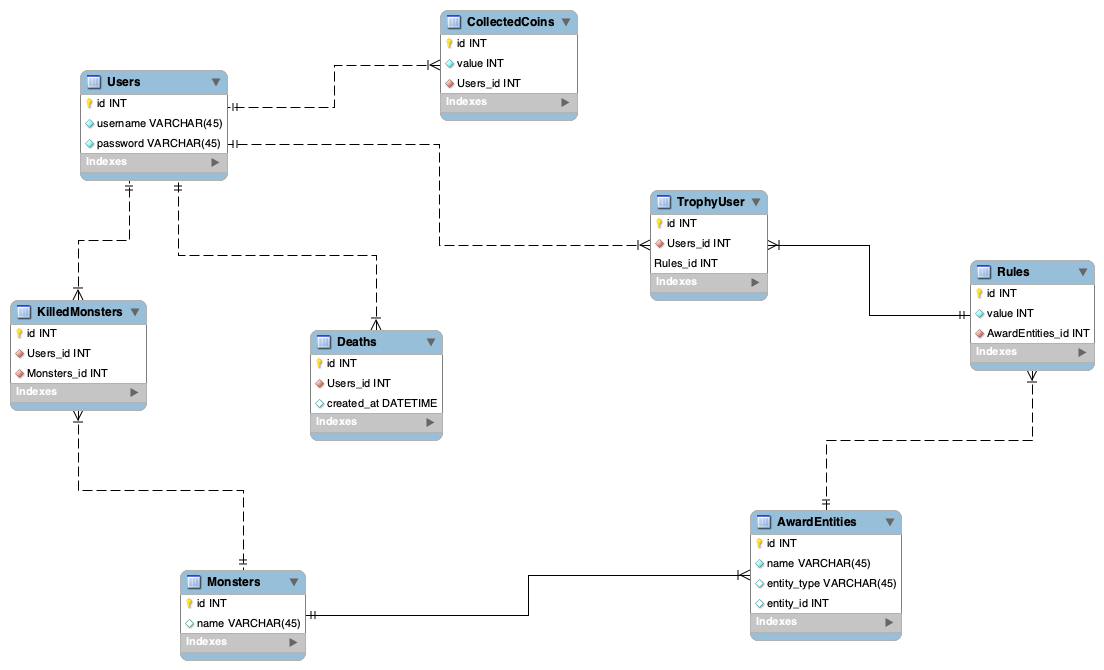 CollectedCoins
id INT
value INT
Users_id INT
Indexes
Users
id INT
username VARCHAR(45)
password VARCHAR(45)
Indexes
TrophyUser
id INT
Users_id INT
Rules_id INT
Indexes
Rules
id INT
value INT
AwardEntities_id INT
Indexes
KilledMonsters
id INT
Users_id INT
Monsters_id INT
Indexes
Deaths
id INT
Users_id INT
created_at DATETIME
Indexes
AwardEntities
id INT
name VARCHAR(45)
entity_type VARCHAR(45)
entity_id INT
Indexes
Monsters
id INT
name VARCHAR(45)
Indexes